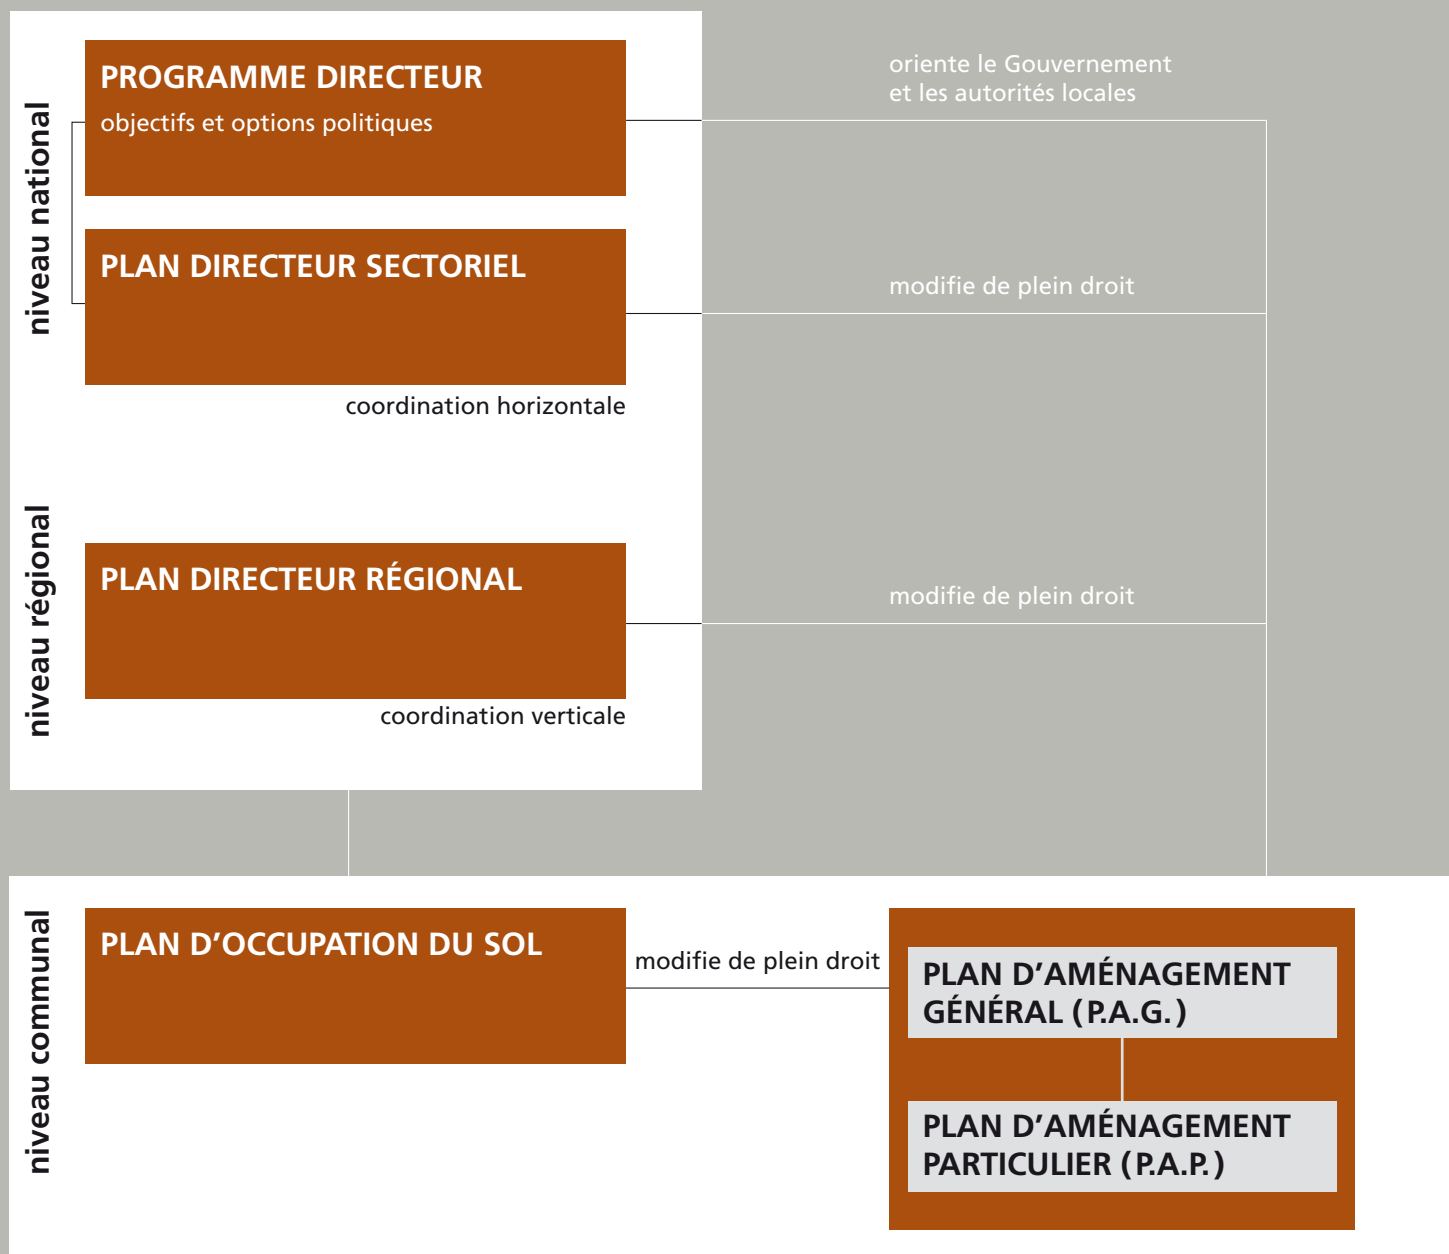 niveau national
PROGRAMME DIRECTEUR
objectifs et options politiques
oriente le Gouvernement
et les autorités locales
PLAN DIRECTEUR SECTORIEL
modifie de plein droit
coordination horizontale
niveau régional
PLAN DIRECTEUR RÉGIONAL
modifie de plein droit
coordination verticale
niveau communal
PLAN D’OCCUPATION DU SOL
modifie de plein droit
PLAN D’AMÉNAGEMENT
GÉNÉRAL (P.A.G.)
PLAN D’AMÉNAGEMENT
PARTICULIER (P.A.P.)